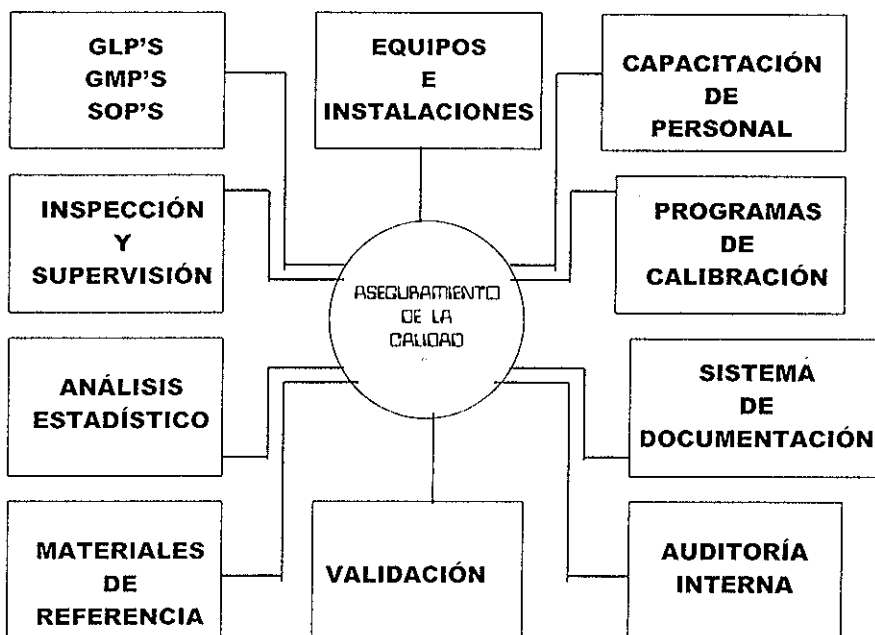 GLP'S
GMP'S
SOP'S
EQUIPOS
E
INSTALACIONES
CAPACITACIÓN
DE
PERSONAL
INSPECCIÓN
Y
SUPERVISIÓN
PROGRAMAS
DE
CALIBRACIÓN
ASEGURAMIENTO
DE LA
CALIDAD
ANÁLISIS
ESTADÍSTICO
SISTEMA
DE
DOCUMENTACIÓN
MATERIALES
DE
REFERENCIA
VALIDACIÓN
AUDITORÍA
INTERNA